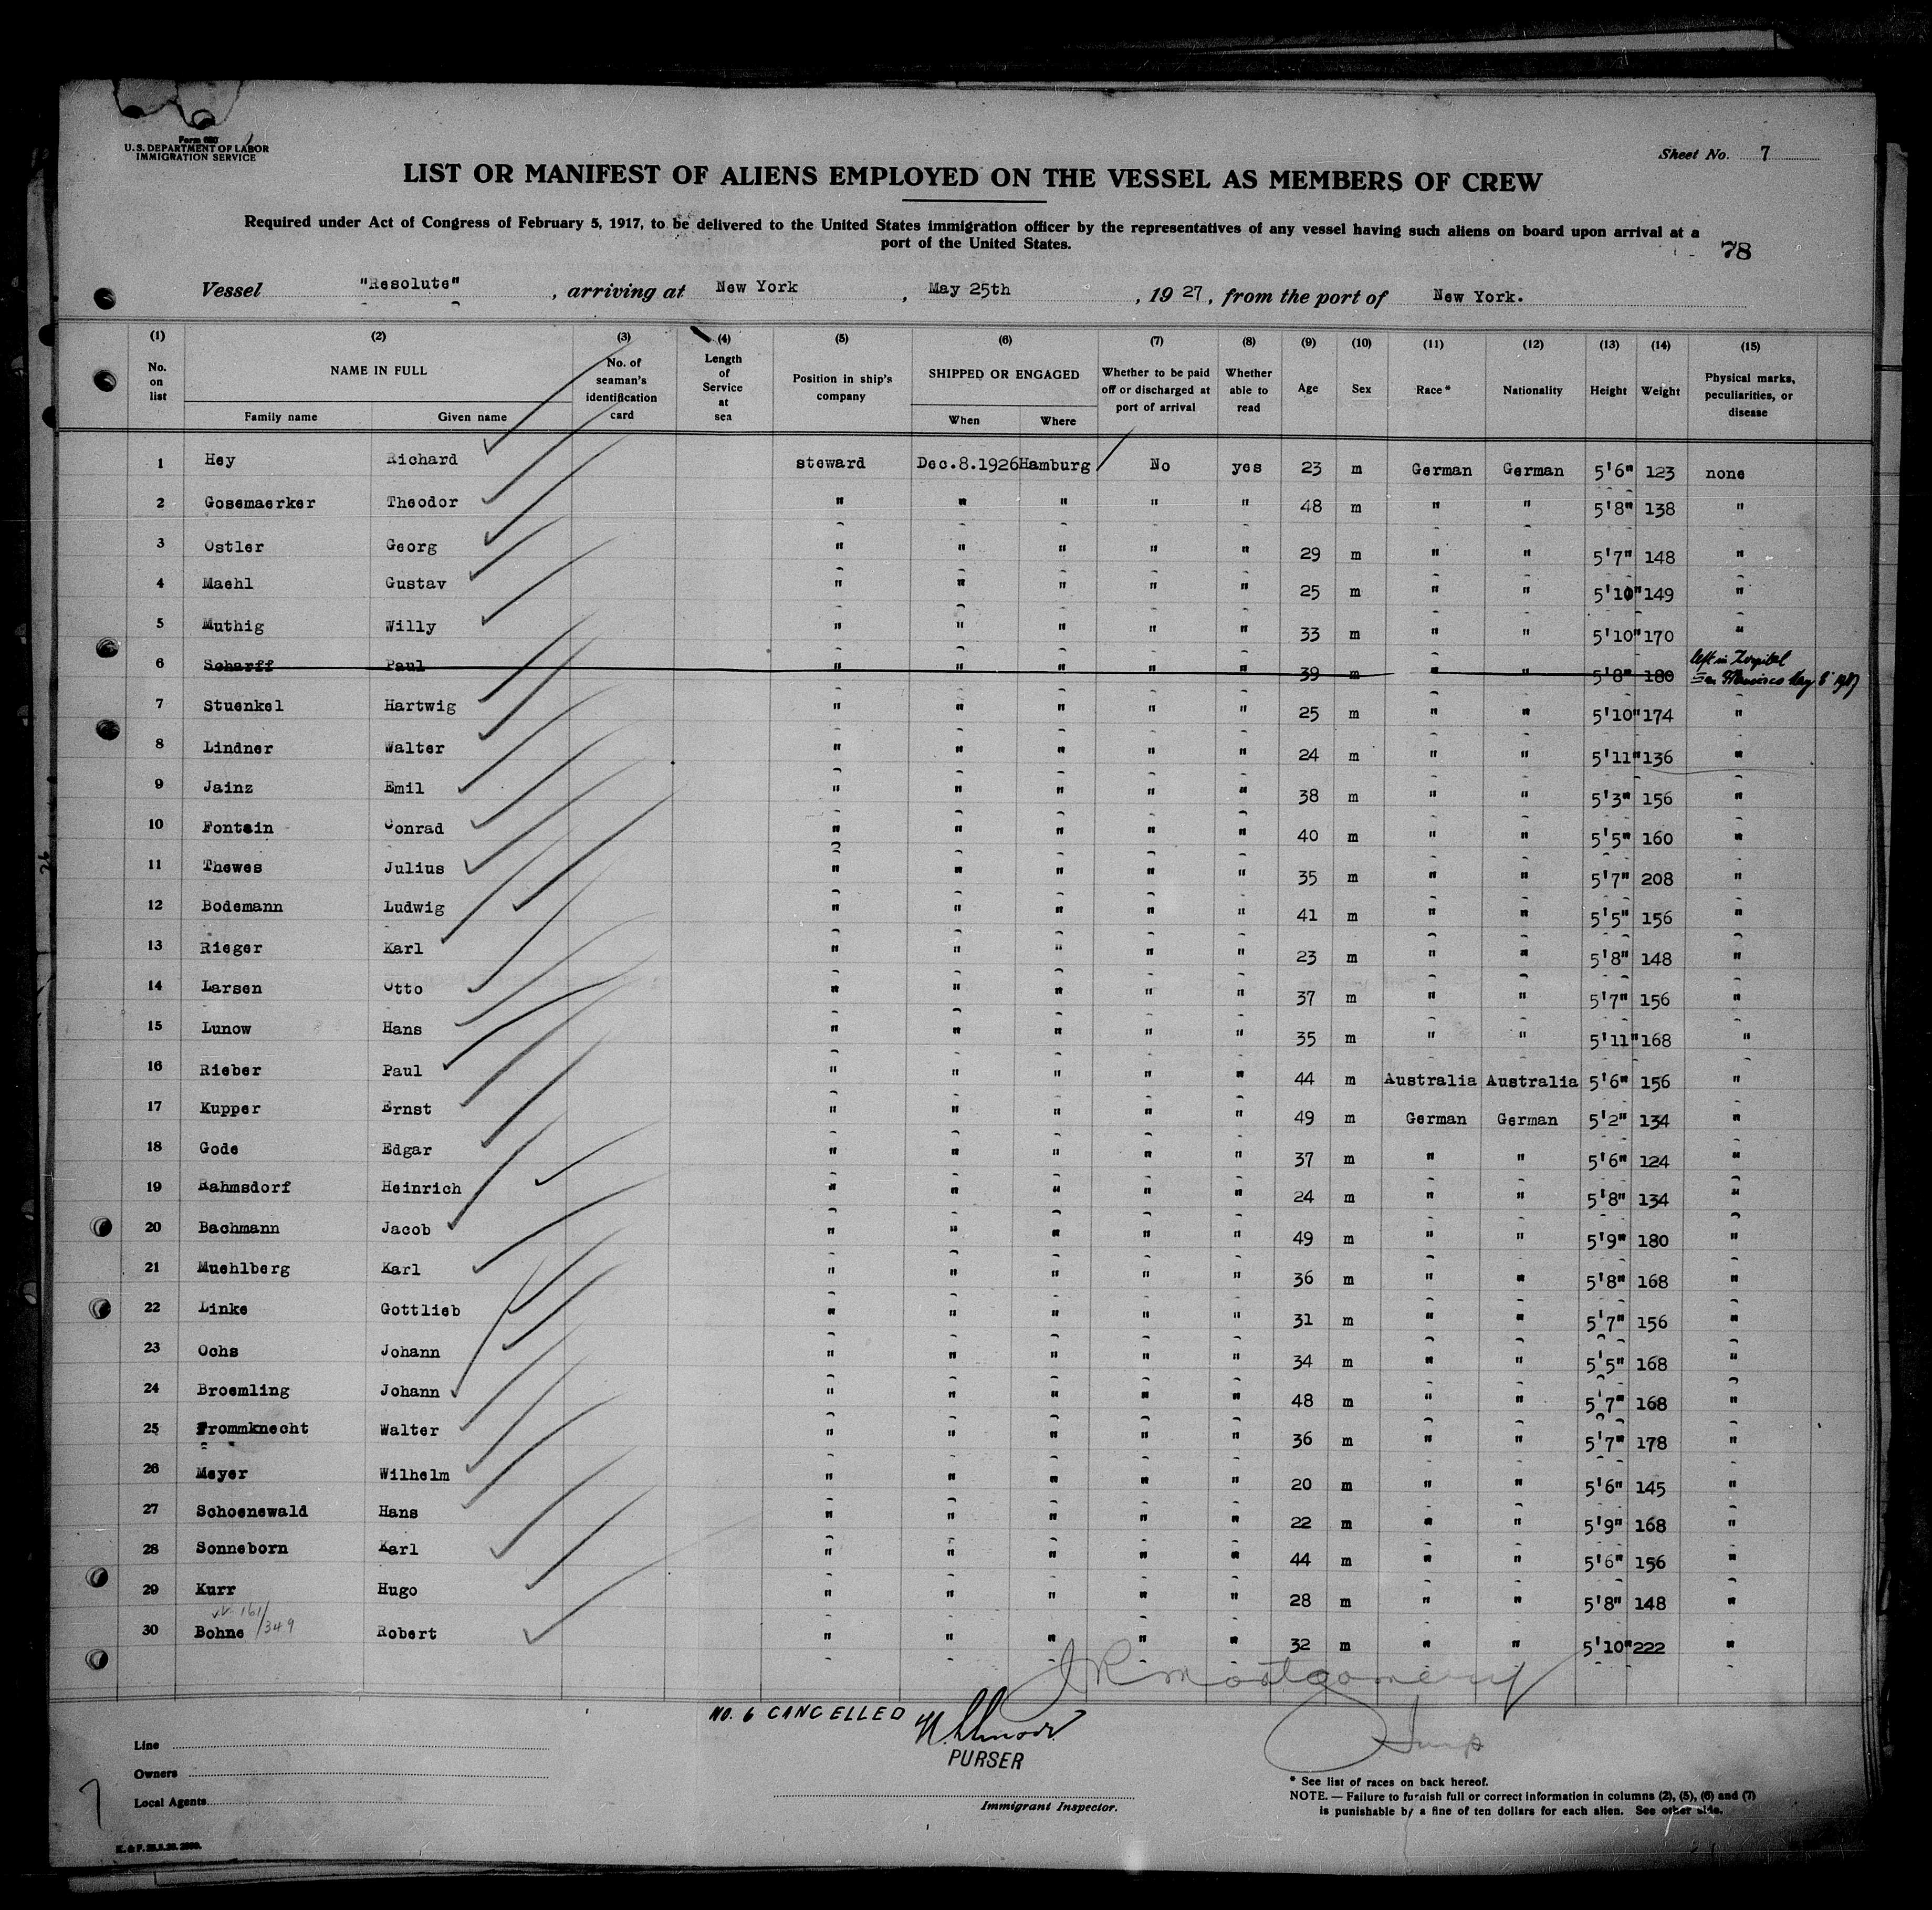 Form 680
U.S. DEPARTMENT OF LABOR
IMMIGRATION SERVICE
Sheet No. 7
LIST OR MANIFEST OF ALIENS EMPLOYED ON THE VESSEL AS MEMBERS OF CREW
Required under Act of Congress of February 5, 1917, to be delivered to the United States immigration officer by the representatives of any vessel having such aliens on board upon arrival at a
port of the United States.
78
Vessel "Resolute", arriving at New York, May 25th, 1927, from the port of New York.
(1) (2) (3) (4) (5) (6) (7) (8) (9) (10) (11) (12) (13) (14) (15)
No. on list NAME IN FULL Family name Given name No. of seaman's identification card Length of Service at sea Position in ship's company SHIPPED OR ENGAGED When Where Whether to be paid off or discharged at port of arrival Whether able to read Age Sex Race* Nationality Height Weight Physical marks, peculiarities, or disease
1 Hey Richard steward Dec.8.1926 Hamburg No yes 23 m German German 5'6" 123 none
2 Gosemaerker Theodor " " " " " 48 m " " 5'8" 138 "
3 Ostler Georg " " " " " 29 m " " 5'7" 148 "
4 Maehl Gustav " " " " " 25 m " " 5'10" 149 "
5 Muthig Willy " " " " " 33 m " " 5'10" 170 "
6 Scharff Paul " " " " " 39 m " " 5'8" 180 left in Hospital San Francisco May 8' 1927
7 Stuenkel Hartwig " " " " " 25 m " " 5'10" 174 "
8 Lindner Walter " " " " " 24 m " " 5'11" 136 "
9 Jainz Emil " " " " " 38 m " " 5'3" 156 "
10 Fontein Conrad " " " " " 40 m " " 5'5" 160 "
11 Thewes Julius " " " " " 35 m " " 5'7" 208 "
12 Bodemann Ludwig " " " " " 41 m " " 5'5" 156 "
13 Rieger Karl " " " " " 23 m " " 5'8" 148 "
14 Larsen Otto " " " " " 37 m " " 5'7" 156 "
15 Lunow Hans " " " " " 35 m " " 5'11" 168 "
16 Rieber Paul " " " " " 44 m Australia Australia 5'6" 156 "
17 Kupper Ernst " " " " " 49 m German German 5'2" 134 "
18 Gode Edgar " " " " " 37 m " " 5'6" 124 "
19 Rahmsdorf Heinrich " " " " " 24 m " " 5'8" 134 "
20 Bachmann Jacob " " " " " 49 m " " 5'9" 180 "
21 Muehlberg Karl " " " " " 36 m " " 5'8" 168 "
22 Linke Gottlieb " " " " " 31 m " " 5'7" 156 "
23 Ochs Johann " " " " " 34 m " " 5'5" 168 "
24 Broemling Johann " " " " " 48 m " " 5'7" 168 "
25 Frommknecht Walter " " " " " 36 m " " 5'7" 178 "
26 Meyer Wilhelm " " " " " 20 m " " 5'6" 145 "
27 Schoenewald Hans " " " " " 22 m " " 5'9" 168 "
28 Sonneborn Karl " " " " " 44 m " " 5'6" 156 "
29 Kurr Hugo " " " " " 28 m " " 5'8" 148 "
161/349
30 Bohne Robert " " " " " 32 m " " 5'10" 222 "
JR Montgomery
NO. 6 CANCELLED
PURSER
Insp
Line
Owners
Local Agents
Immigrant Inspector.
* See list of races on back hereof.
NOTE. — Failure to furnish full or correct information in columns (2), (5), (6) and (7)
is punishable by a fine of ten dollars for each alien. See other side.
7